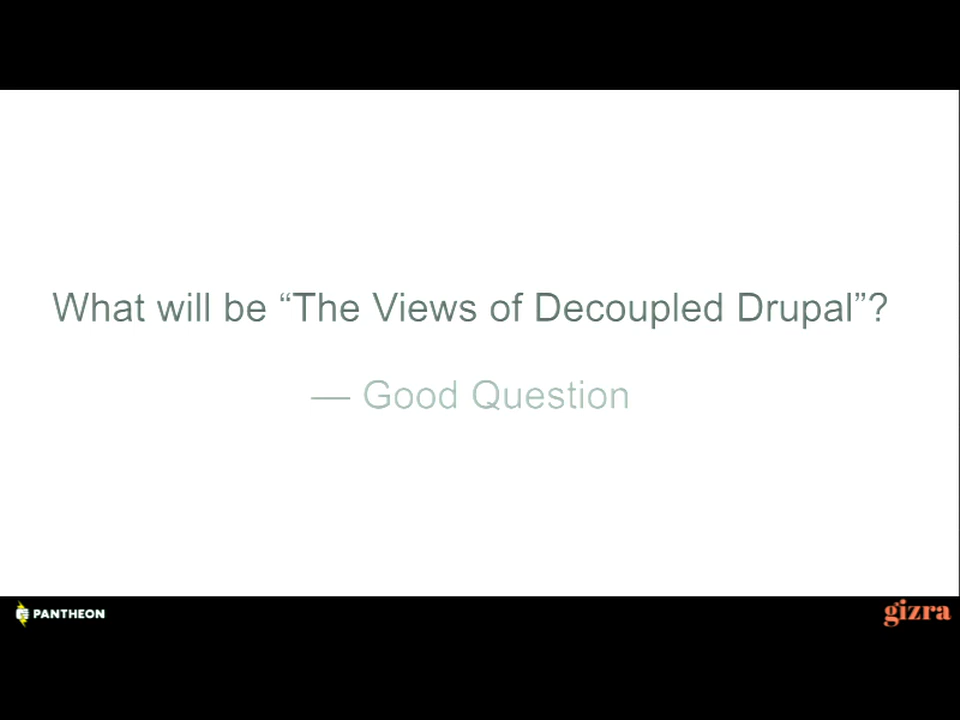 What will be “The Views of Decoupled Drupal”?
— Good Question
PANTHEON
gizra